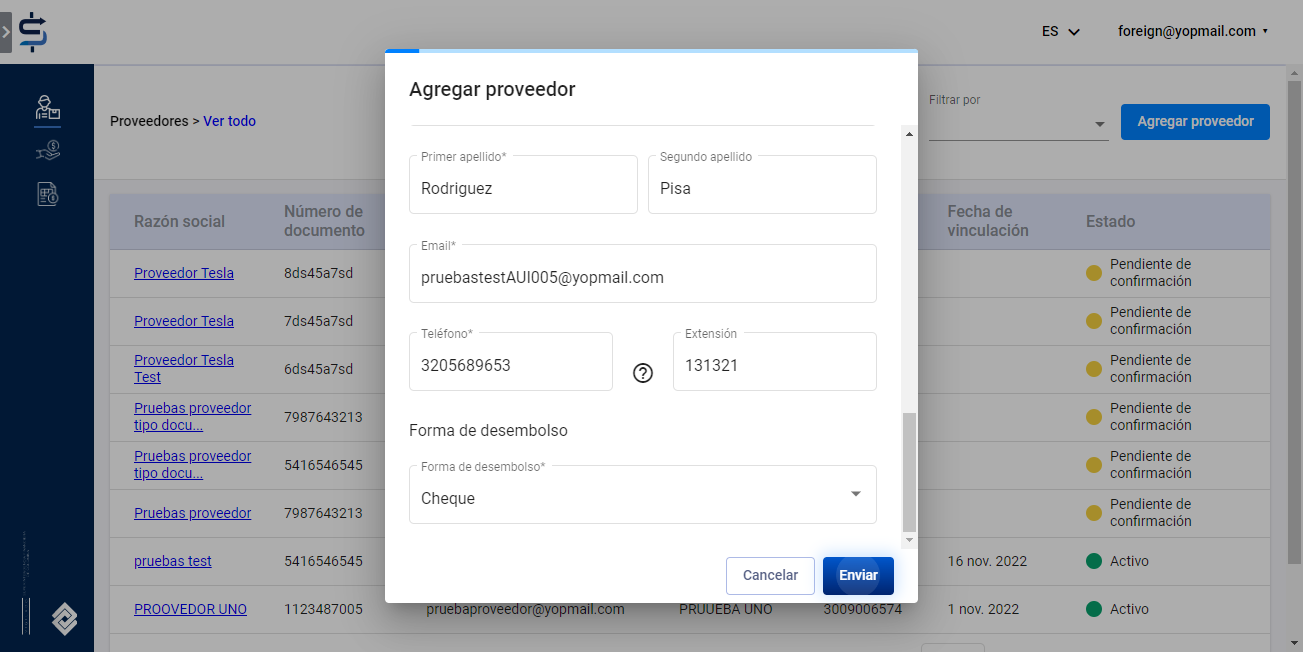 ES
foreign@yopmail.com
Agregar proveedor
Proveedores > Ver todo
Filtrar por
Agregar proveedor
Primer apellido*
Segundo apellido
Rodriguez
Pisa
Email*
pruebastestAUI005@yopmail.com
Teléfono*
Extensión
3205689653
131321
Forma de desembolso
Forma de desembolso*
Cheque
Cancelar
Enviar
Razón social
Número de documento
Fecha de vinculación
Estado
Proveedor Tesla
8ds45a7sd
Pendiente de confirmación
Proveedor Tesla
7ds45a7sd
Pendiente de confirmación
Proveedor Tesla Test
6ds45a7sd
Pendiente de confirmación
Pruebas proveedor tipo docu...
7987643213
Pendiente de confirmación
Pruebas proveedor tipo docu...
5416546545
Pendiente de confirmación
Pruebas proveedor
7987643213
Pendiente de confirmación
pruebas test
5416546545
16 nov. 2022
Activo
PROOVEDOR UNO
1123487005
pruebaproveedor@yopmail.com
PRUUEBA UNO
3009006574
1 nov. 2022
Activo